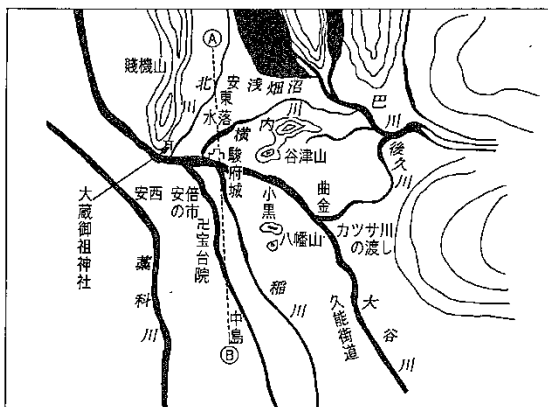 Ⓐ
賤機山
北川
安東
浅畑沼
巴川
水落
横内川
谷津山
後久川
駿府城
大蔵御祖神社
安西
安倍の市
卍宝台院
小黒
八幡山
曲金
カツサ川の渡し
藁科川
中島
Ⓑ
稲川
久能街道
大谷川